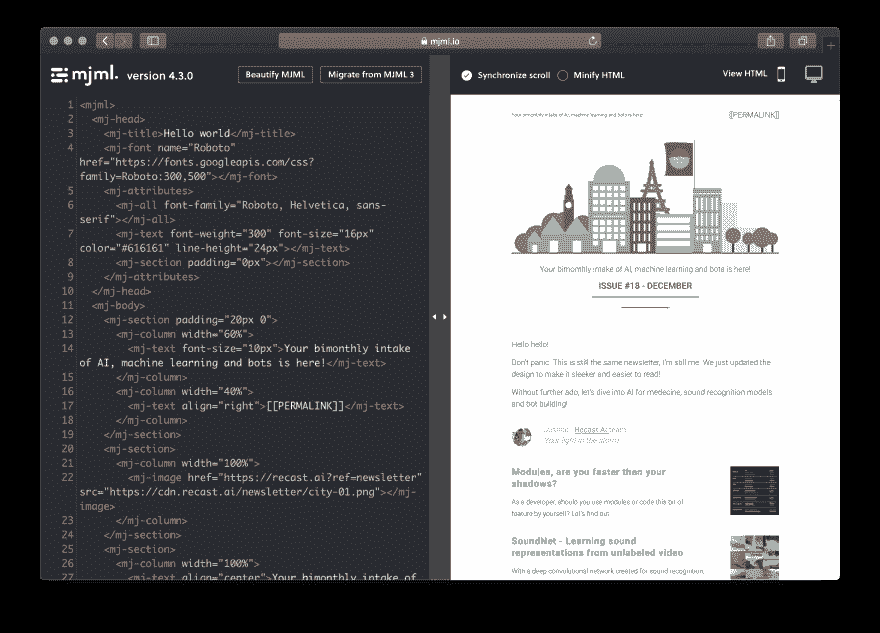 mjml.io
mjml. version 4.3.0
Beautify MJML
Migrate from MJML 3
Synchronize scroll
Minify HTML
View HTML
1 <mjml>
2 <mj-head>
3 <mj-title>Hello world</mj-title>
4 <mj-font name="Roboto"
href="https://fonts.googleapis.com/css?
family=Roboto:300,500"></mj-font>
5 <mj-attributes>
6 <mj-all font-family="Roboto, Helvetica, sans-
serif"></mj-all>
7 <mj-text font-weight="300" font-size="16px"
color="#616161" line-height="24px"></mj-text>
8 <mj-section padding="0px"></mj-section>
9 </mj-attributes>
10 </mj-head>
11 <mj-body>
12 <mj-section padding="20px 0">
13 <mj-column width="60%">
14 <mj-text font-size="10px">Your bimonthly intake
of AI, machine learning and bots is here!</mj-text>
15 </mj-column>
16 <mj-column width="40%">
17 <mj-text align="right">[[PERMALINK]]</mj-text>
18 </mj-column>
19 </mj-section>
20 <mj-section>
21 <mj-column width="100%">
22 <mj-image href="https://recast.ai?ref=newsletter"
src="https://cdn.recast.ai/newsletter/city-01.png"></mj-
image>
23 </mj-column>
24 </mj-section>
25 <mj-section>
26 <mj-column width="100%">
27 <mj-text align="center">Your bimonthly intake of
Your bimonthly intake of AI, machine learning and bots is here!
[[PERMALINK]]
Your bimonthly intake of AI, machine learning and bots is here!
ISSUE #18 - DECEMBER
Hello hello!
Don't panic. This is still the same newsletter, I'm still me. We just updated the
design to make it sleeker and easier to read!
Without further ado, let's dive into AI for medecine, sound recognition models
and bot building!
Your light in the storm
Modules, are you faster than your
shadows?
As a developer, should you use modules or code this bit of
feature by yourself? Let's find out.
SoundNet - Learning sound
representations from unlabeled video
With a deep convolutional network created for sound recognition,